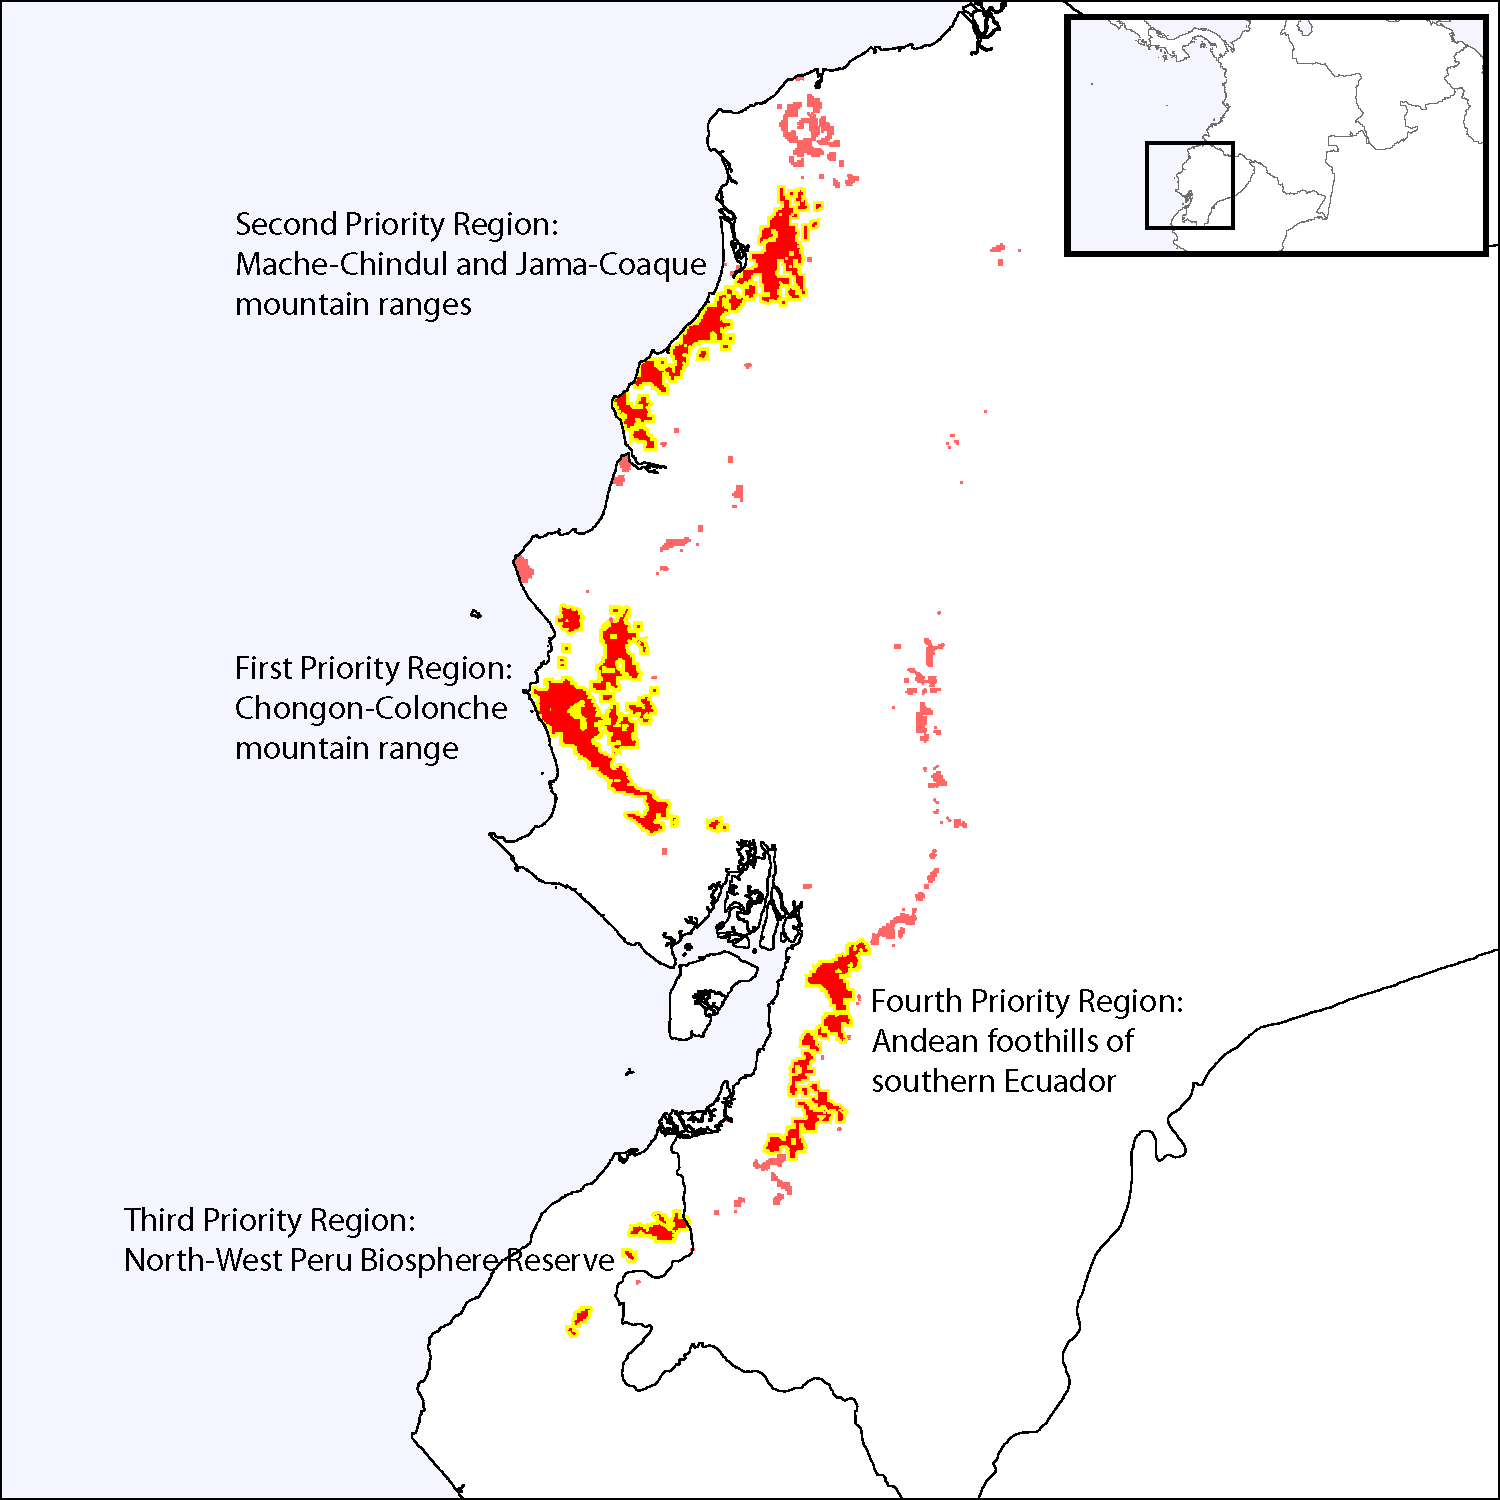 Second Priority Region:
Mache-Chindul and Jama-Coaque
mountain ranges
First Priority Region:
Chongon-Colonche
mountain range
Fourth Priority Region:
Andean foothills of
southern Ecuador
Third Priority Region:
North-West Peru Biosphere Reserve